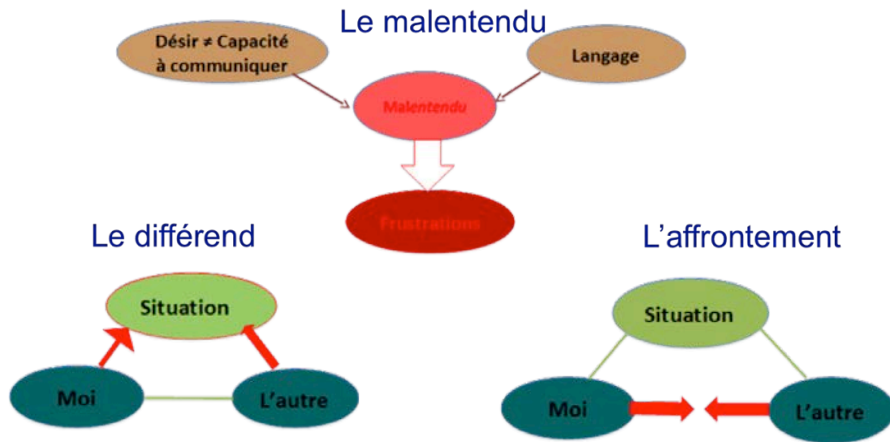 Le malentendu
Désir ≠ Capacité
à communiquer
Langage
Malentendu
Frustrations
Le différend
L'affrontement
Situation
Situation
Moi
L'autre
Moi
L'autre